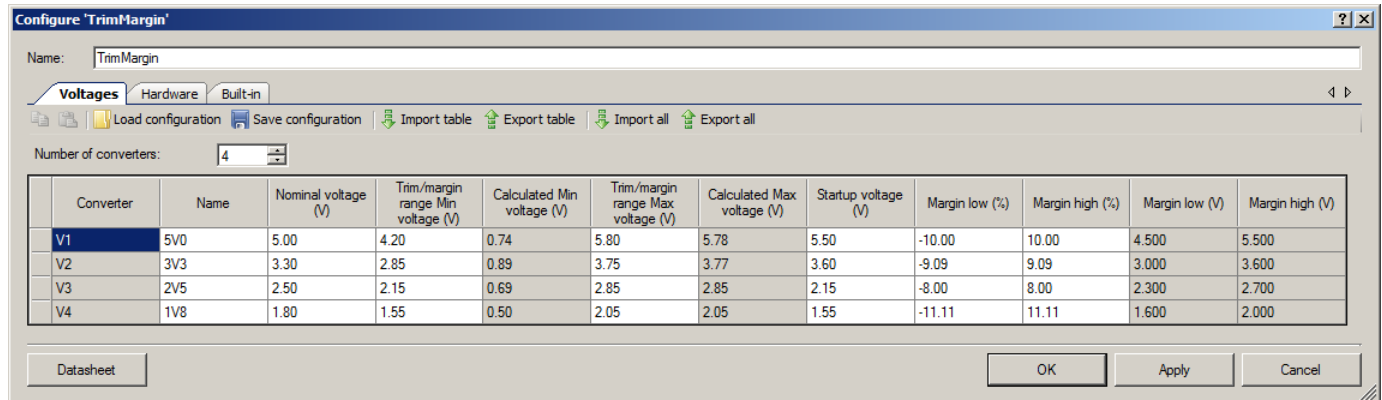 Configure 'TrimMargin'
Name: TrimMargin
Voltages Hardware Built-in
Load configuration Save configuration Import table Export table Import all Export all
Number of converters: 4
Converter Name Nominal voltage (V) Trim/margin range Min voltage (V) Calculated Min voltage (V) Trim/margin range Max voltage (V) Calculated Max voltage (V) Startup voltage (V) Margin low (%) Margin high (%) Margin low (V) Margin high (V)
V1 5V0 5.00 4.20 0.74 5.80 5.78 5.50 -10.00 10.00 4.500 5.500
V2 3V3 3.30 2.85 0.89 3.75 3.77 3.60 -9.09 9.09 3.000 3.600
V3 2V5 2.50 2.15 0.69 2.85 2.85 2.15 -8.00 8.00 2.300 2.700
V4 1V8 1.80 1.55 0.50 2.05 2.05 1.55 -11.11 11.11 1.600 2.000
Datasheet OK Apply Cancel